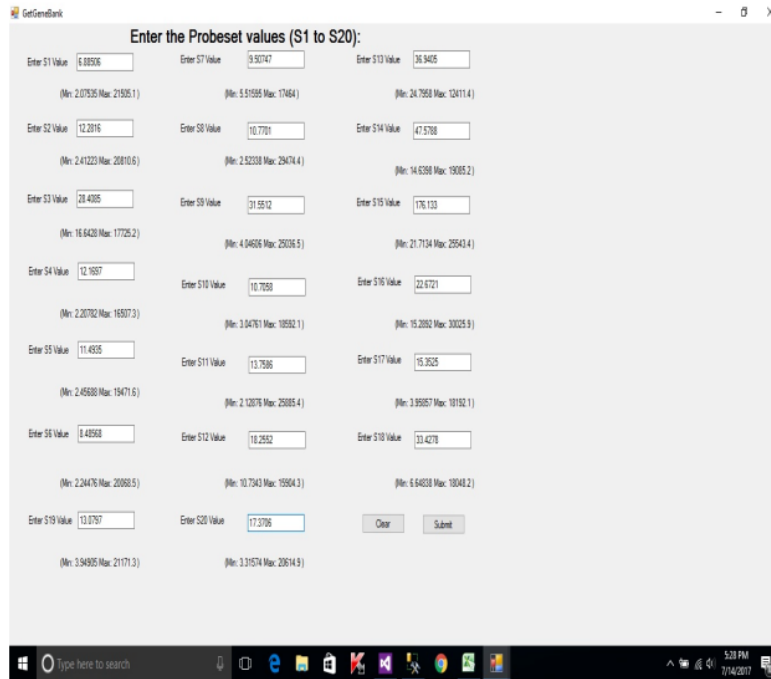 GetGeneBank
Enter the Probeset values (S1 to S20):
Enter S1 Value 6.88506
(Min: 2.07535 Max: 21505.1)
Enter S7 Value 9.50747
(Min: 5.51595 Max: 17464)
Enter S13 Value 36.9405
(Min: 24.7958 Max: 12411.4)
Enter S2 Value 12.2816
(Min: 2.41223 Max: 20810.6)
Enter S8 Value 10.7701
(Min: 2.52338 Max: 29474.4)
Enter S14 Value 47.5788
(Min: 14.6398 Max: 19085.2)
Enter S3 Value 28.4085
(Min: 16.6428 Max: 17725.2)
Enter S9 Value 31.5512
(Min: 4.04606 Max: 25036.5)
Enter S15 Value 176.133
(Min: 21.7134 Max: 25543.4)
Enter S4 Value 12.1697
(Min: 2.20782 Max: 16507.3)
Enter S10 Value 10.7058
(Min: 3.04761 Max: 18592.1)
Enter S16 Value 22.6721
(Min: 15.2892 Max: 30025.9)
Enter S5 Value 11.4935
(Min: 2.45688 Max: 19471.6)
Enter S11 Value 13.7586
(Min: 2.12876 Max: 25885.4)
Enter S17 Value 15.3525
(Min: 3.95857 Max: 18192.1)
Enter S6 Value 8.48568
(Min: 2.24476 Max: 20068.5)
Enter S12 Value 18.2552
(Min: 10.7343 Max: 15904.3)
Enter S18 Value 33.4278
(Min: 6.64838 Max: 18048.2)
Enter S19 Value 13.0797
(Min: 3.94905 Max: 21171.3)
Enter S20 Value 17.3706
(Min: 3.31574 Max: 20614.9)
Clear
Submit
Type here to search
5:28 PM
7/14/2017